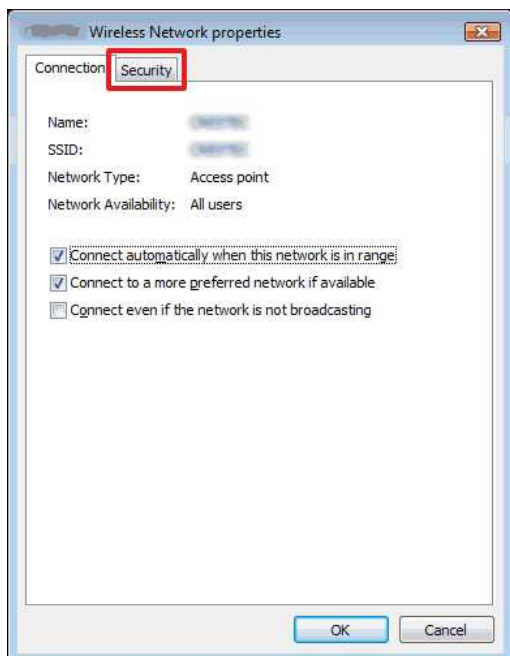 Wireless Network properties
Connection Security
Name:
SSID:
Network Type: Access point
Network Availability: All users
Connect automatically when this network is in range
Connect to a more preferred network if available
Connect even if the network is not broadcasting
OK Cancel